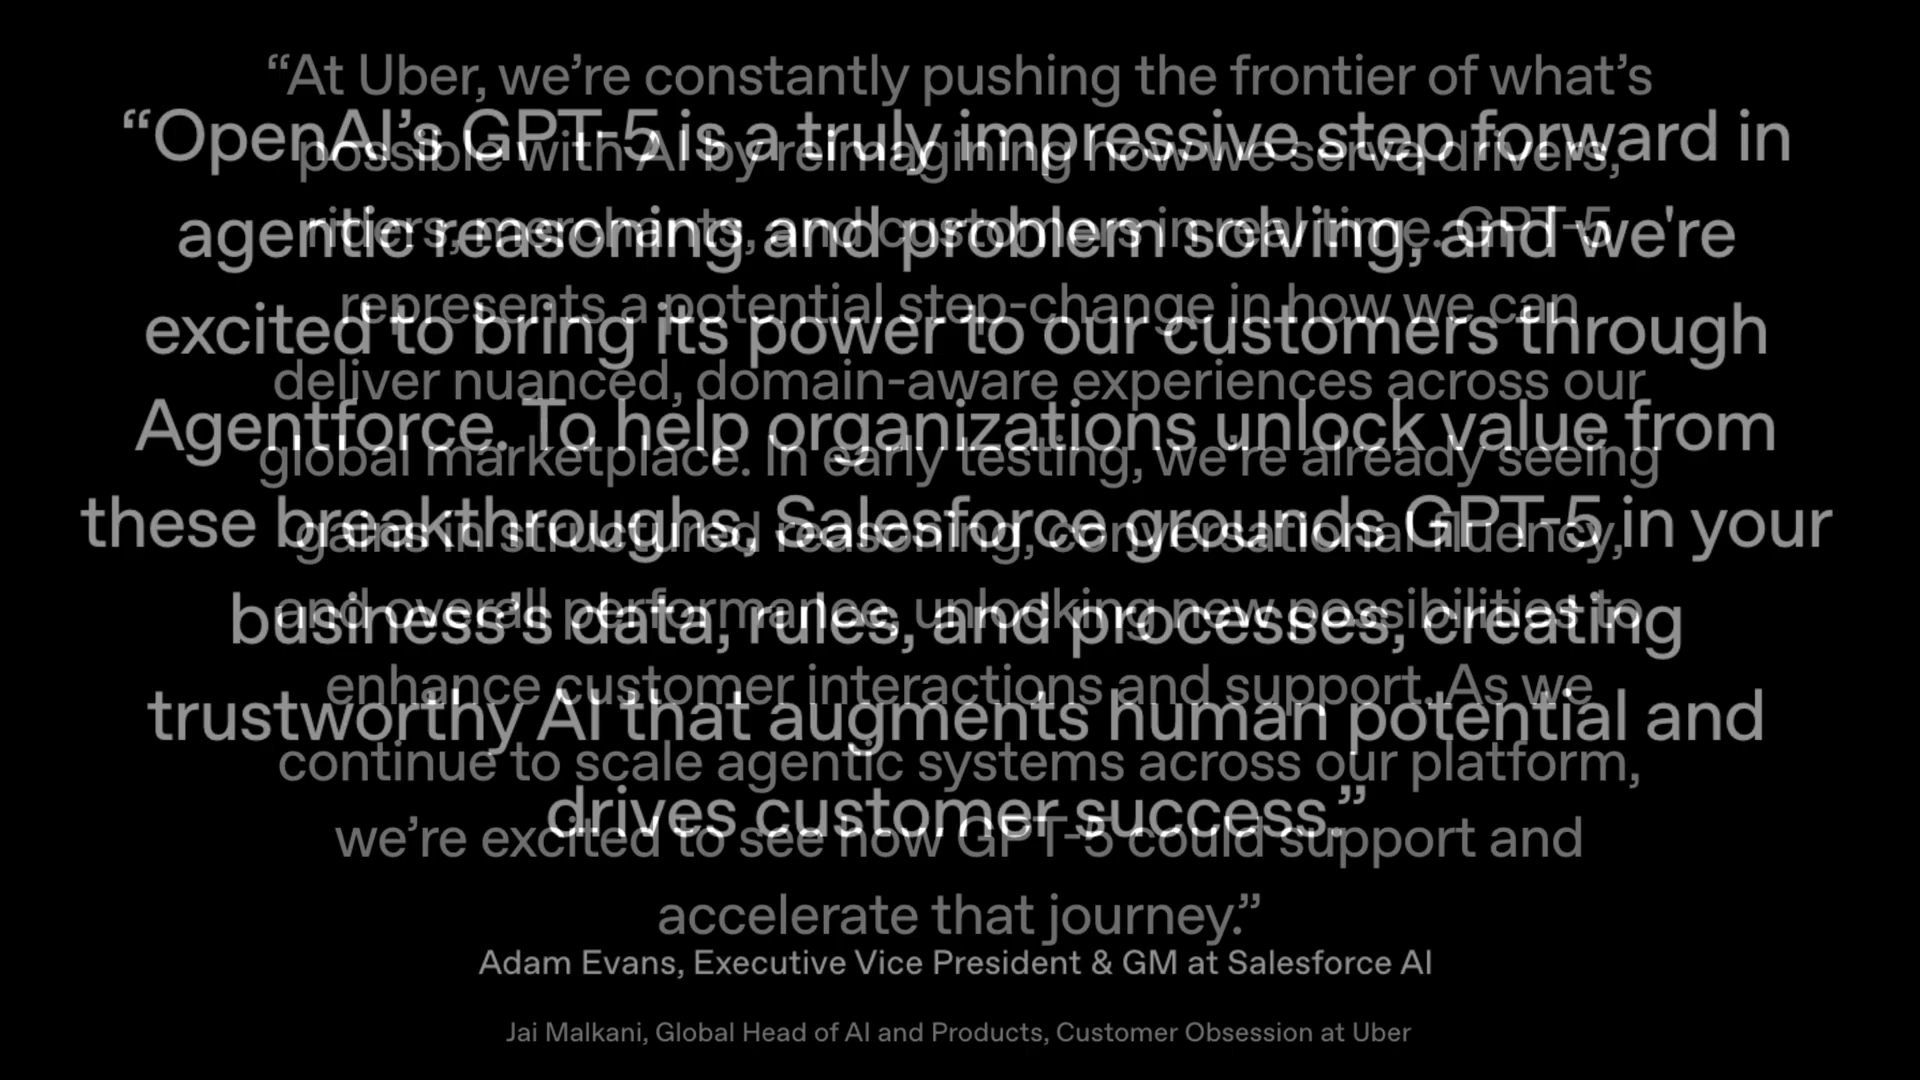 “OpenAI’s GPT-5 is a truly impressive step forward in
agentic reasoning and problem solving, and we're
excited to bring its power to our customers through
Agentforce. To help organizations unlock value from
these breakthroughs, Salesforce grounds GPT-5 in your
business’s data, rules, and processes, creating
trustworthy AI that augments human potential and
drives customer success.”
Adam Evans, Executive Vice President & GM at Salesforce AI
“At Uber, we’re constantly pushing the frontier of what’s
possible with AI by reimagining how we serve drivers,
riders, merchants, and customers in real time. GPT-5
represents a potential step-change in how we can
deliver nuanced, domain-aware experiences across our
global marketplace. In early testing, we’re already seeing
gains in structured reasoning, conversational fluency,
and overall performance, unlocking new possibilities to
enhance customer interactions and support. As we
continue to scale agentic systems across our platform,
we’re excited to see how GPT-5 could support and
accelerate that journey.”
Jai Malkani, Global Head of AI and Products, Customer Obsession at Uber